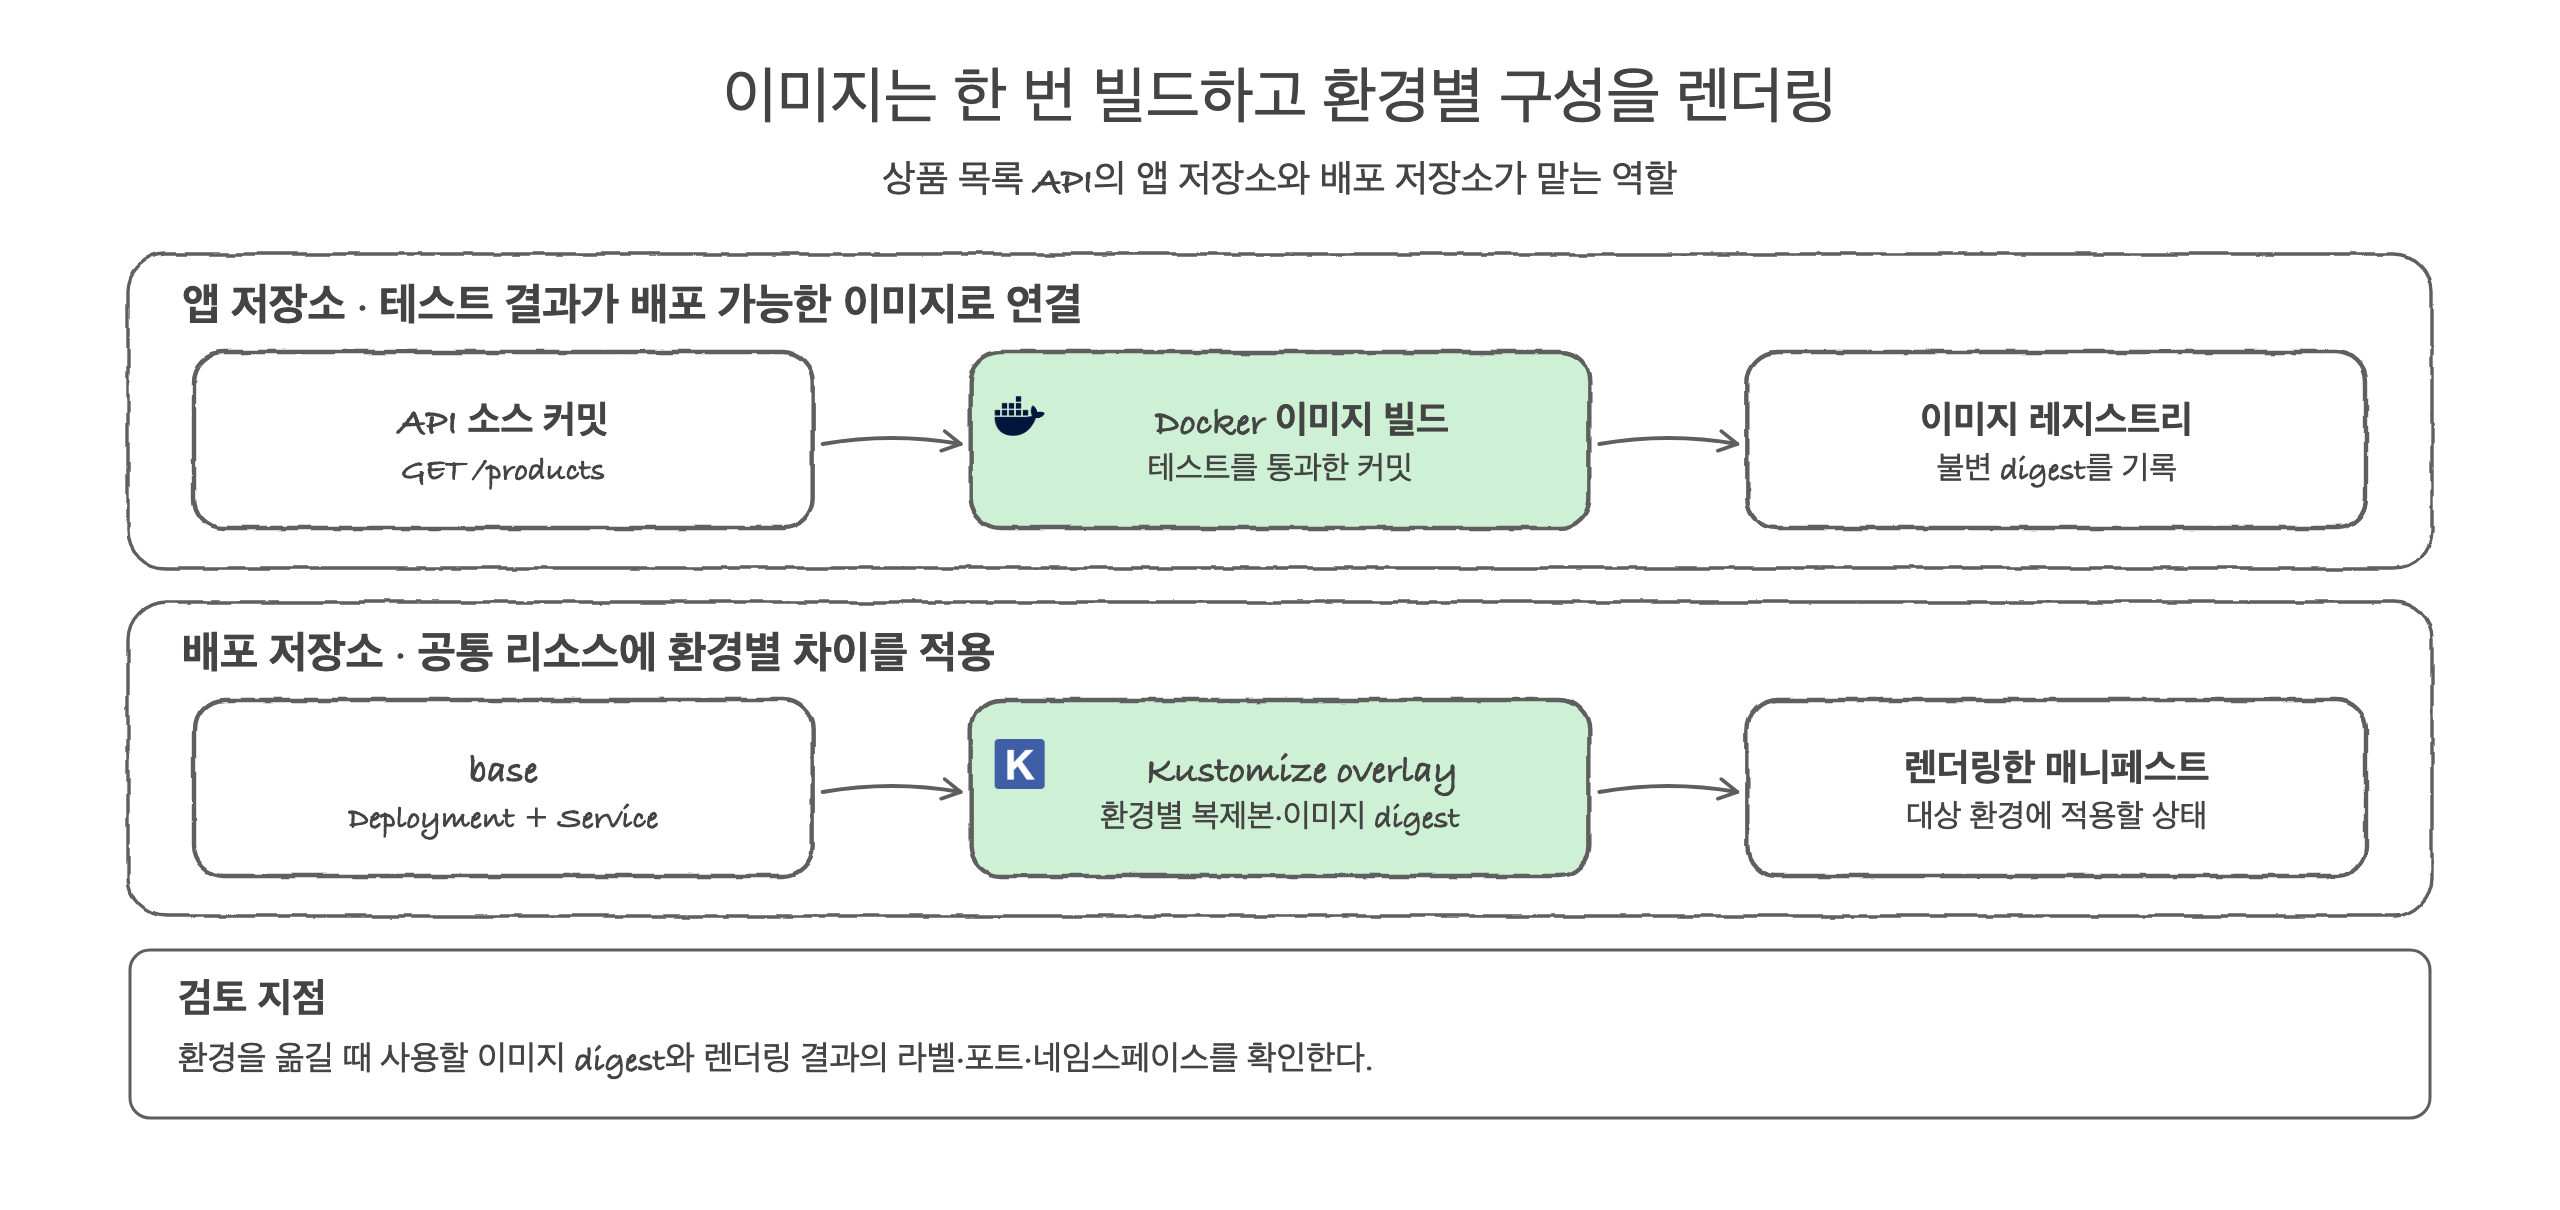 이미지는 한 번 빌드하고 환경별 구성을 렌더링
상품 목록 API의 앱 저장소와 배포 저장소가 맡는 역할
앱 저장소 · 테스트 결과가 배포 가능한 이미지로 연결
API 소스 커밋
GET /products
Docker 이미지 빌드
테스트를 통과한 커밋
이미지 레지스트리
불변 digest를 기록
배포 저장소 · 공통 리소스에 환경별 차이를 적용
base
Deployment + Service
K
Kustomize overlay
환경별 복제본·이미지 digest
렌더링한 매니페스트
대상 환경에 적용할 상태
검토 지점
환경을 옮길 때 사용할 이미지 digest와 렌더링 결과의 라벨·포트·네임스페이스를 확인한다.